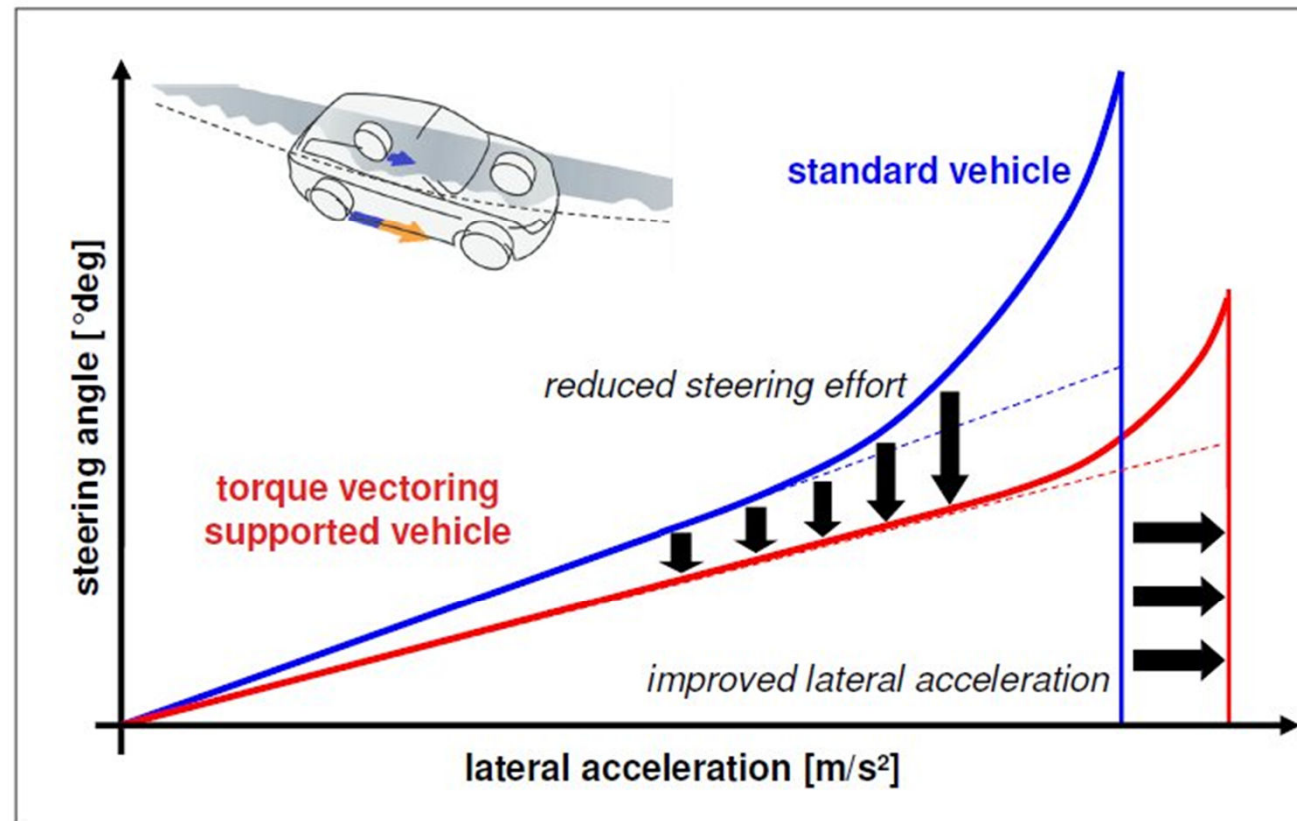 standard vehicle
steering angle [°deg]
reduced steering effort
torque vectoring
supported vehicle
improved lateral acceleration
lateral acceleration [m/s²]